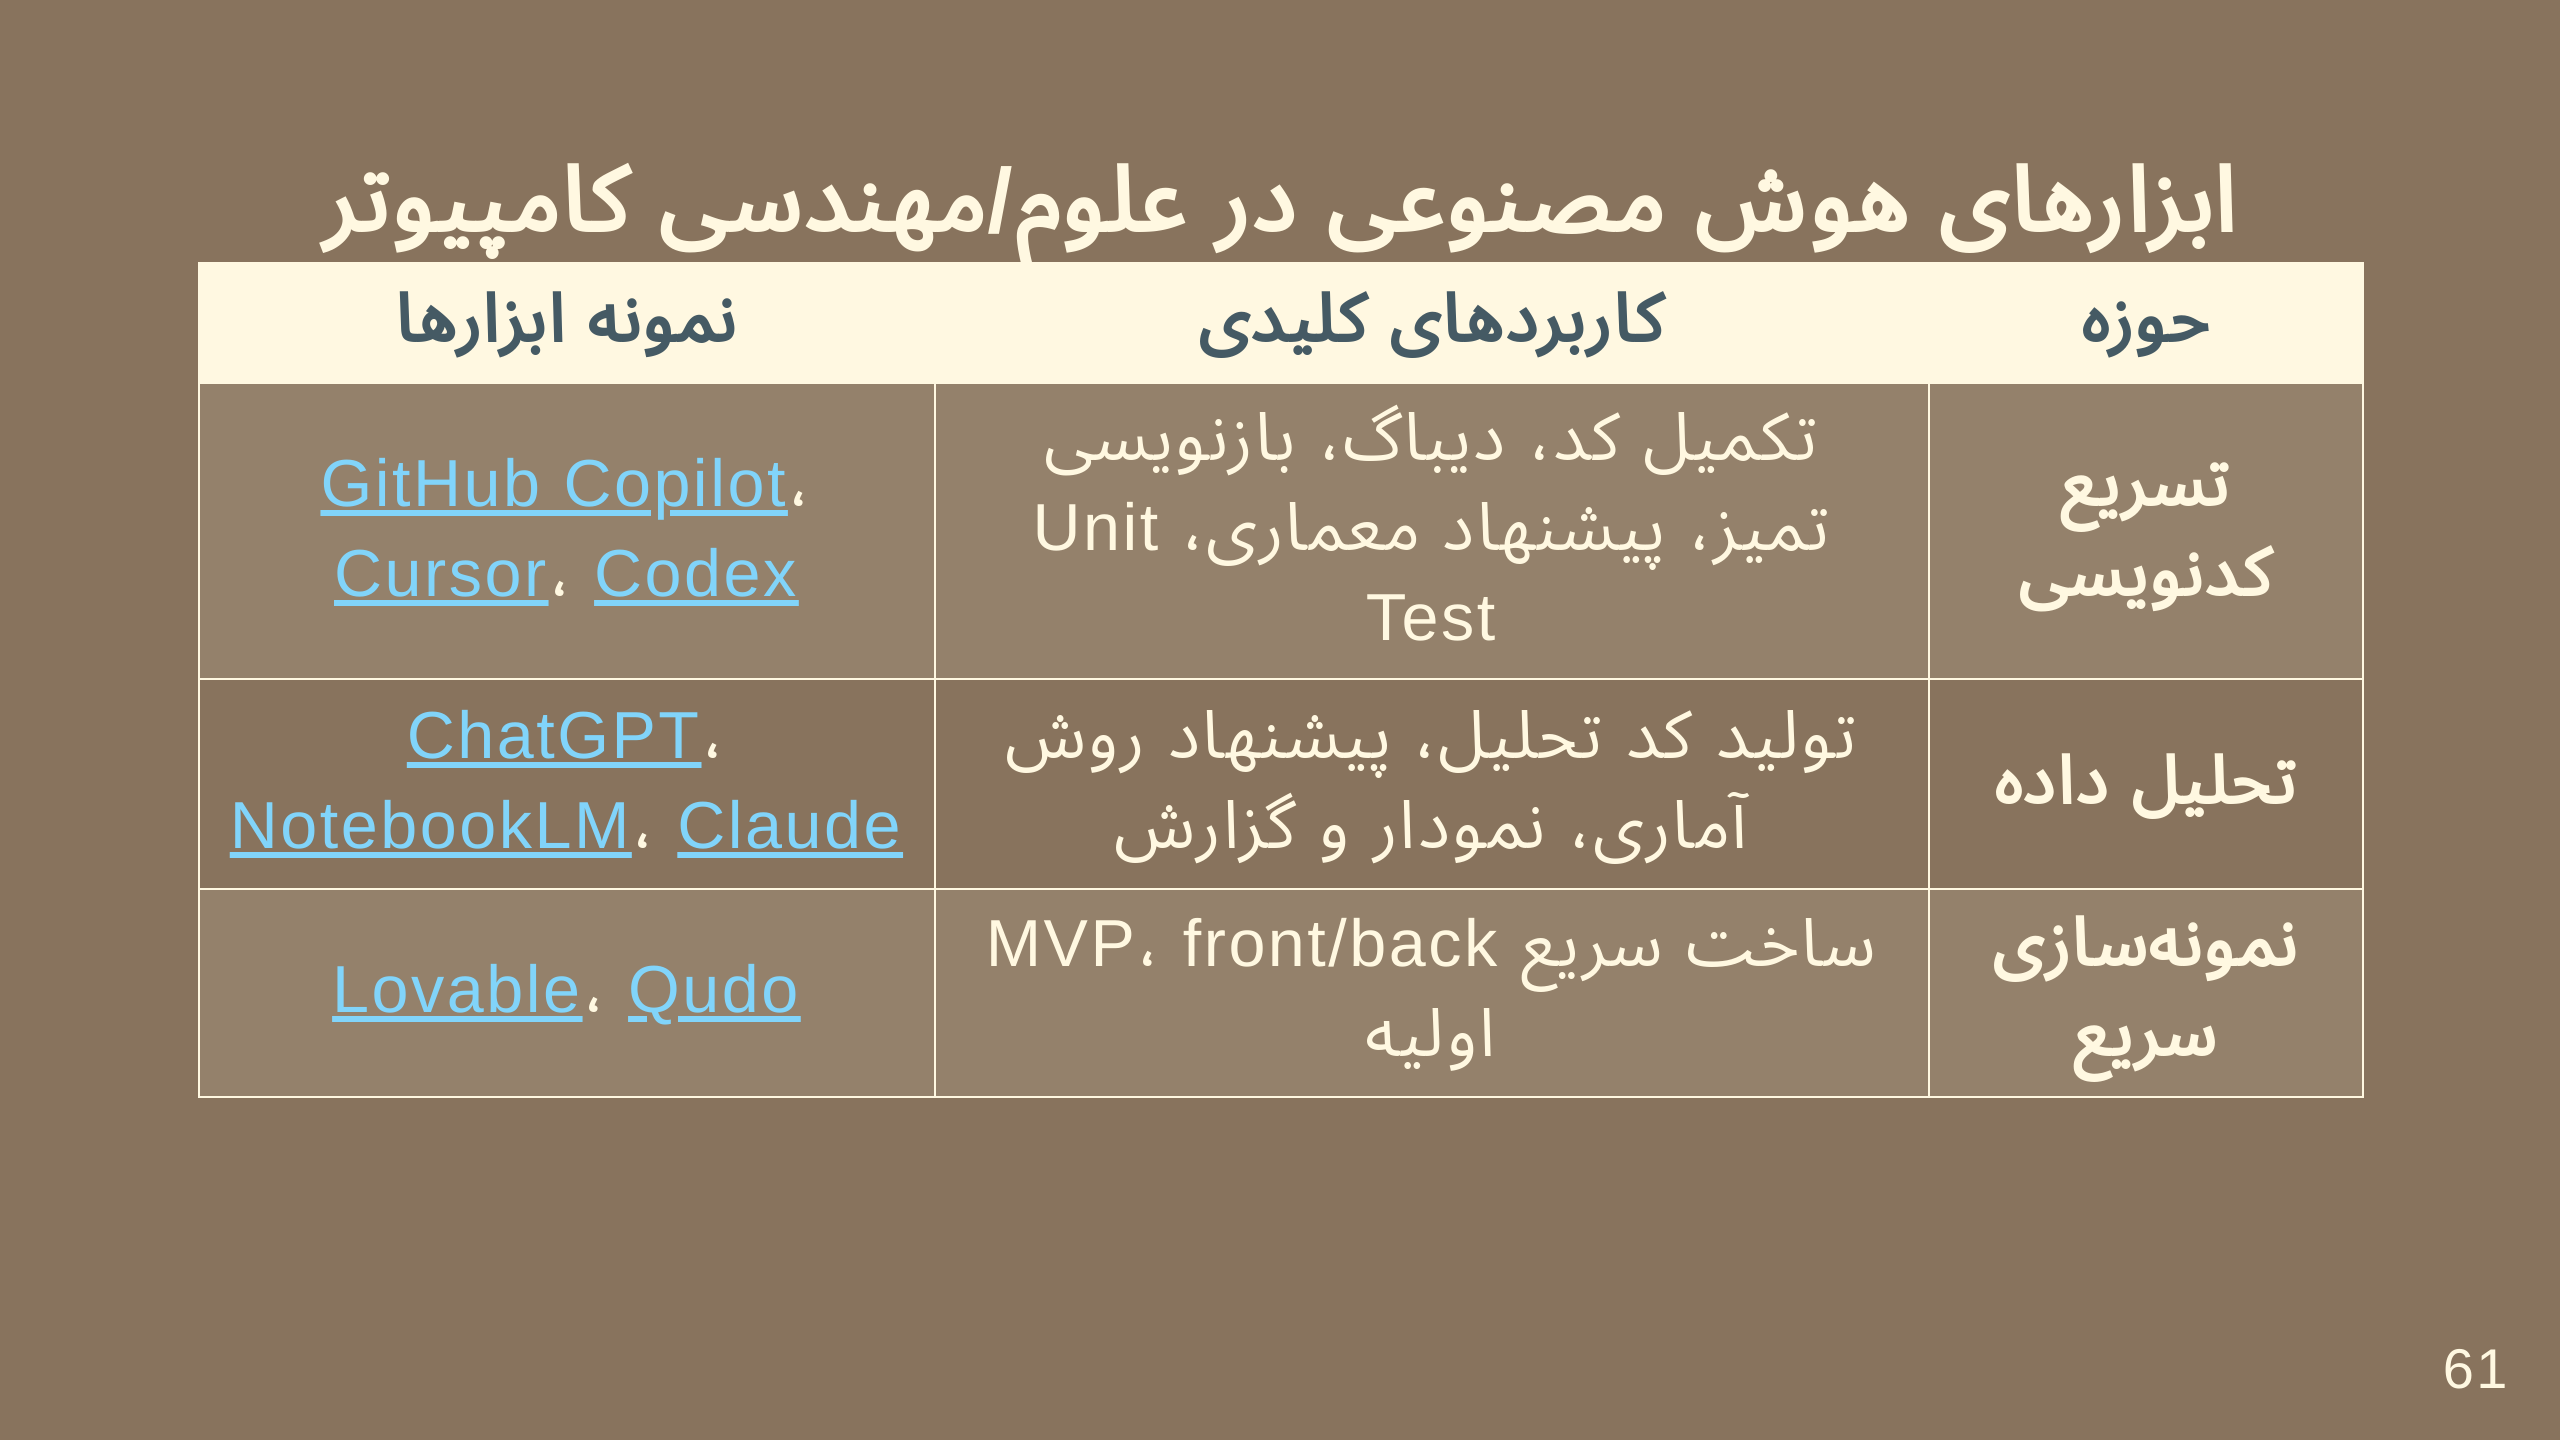 ابزارهای هوش مصنوعی در علوم/مهندسی کامپیوتر
حوزه
کاربردهای کلیدی
نمونه ابزارها
تسریع
کدنویسی
تکمیل کد، دیباگ، بازنویسی
تمیز، پیشنهاد معماری، Unit
Test
GitHub Copilot،
Cursor، Codex
تحلیل داده
تولید کد تحلیل، پیشنهاد روش
آماری، نمودار و گزارش
ChatGPT،
NotebookLM، Claude
نمونه‌سازی
سریع
ساخت سریع MVP، front/back
اولیه
Lovable، Qudo
61